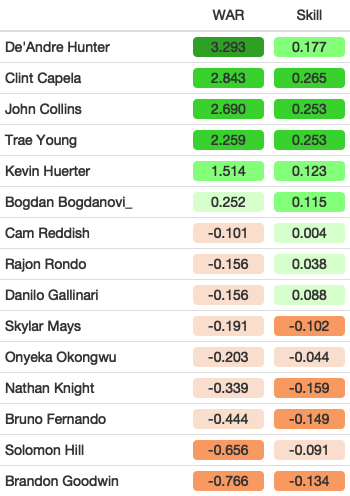 WAR Skill
De'Andre Hunter 3.293 0.177
Clint Capela 2.843 0.265
John Collins 2.690 0.253
Trae Young 2.259 0.253
Kevin Huerter 1.514 0.123
Bogdan Bogdanovi_ 0.252 0.115
Cam Reddish -0.101 0.004
Rajon Rondo -0.156 0.038
Danilo Gallinari -0.156 0.088
Skylar Mays -0.191 -0.102
Onyeka Okongwu -0.203 -0.044
Nathan Knight -0.339 -0.159
Bruno Fernando -0.444 -0.149
Solomon Hill -0.656 -0.091
Brandon Goodwin -0.766 -0.134